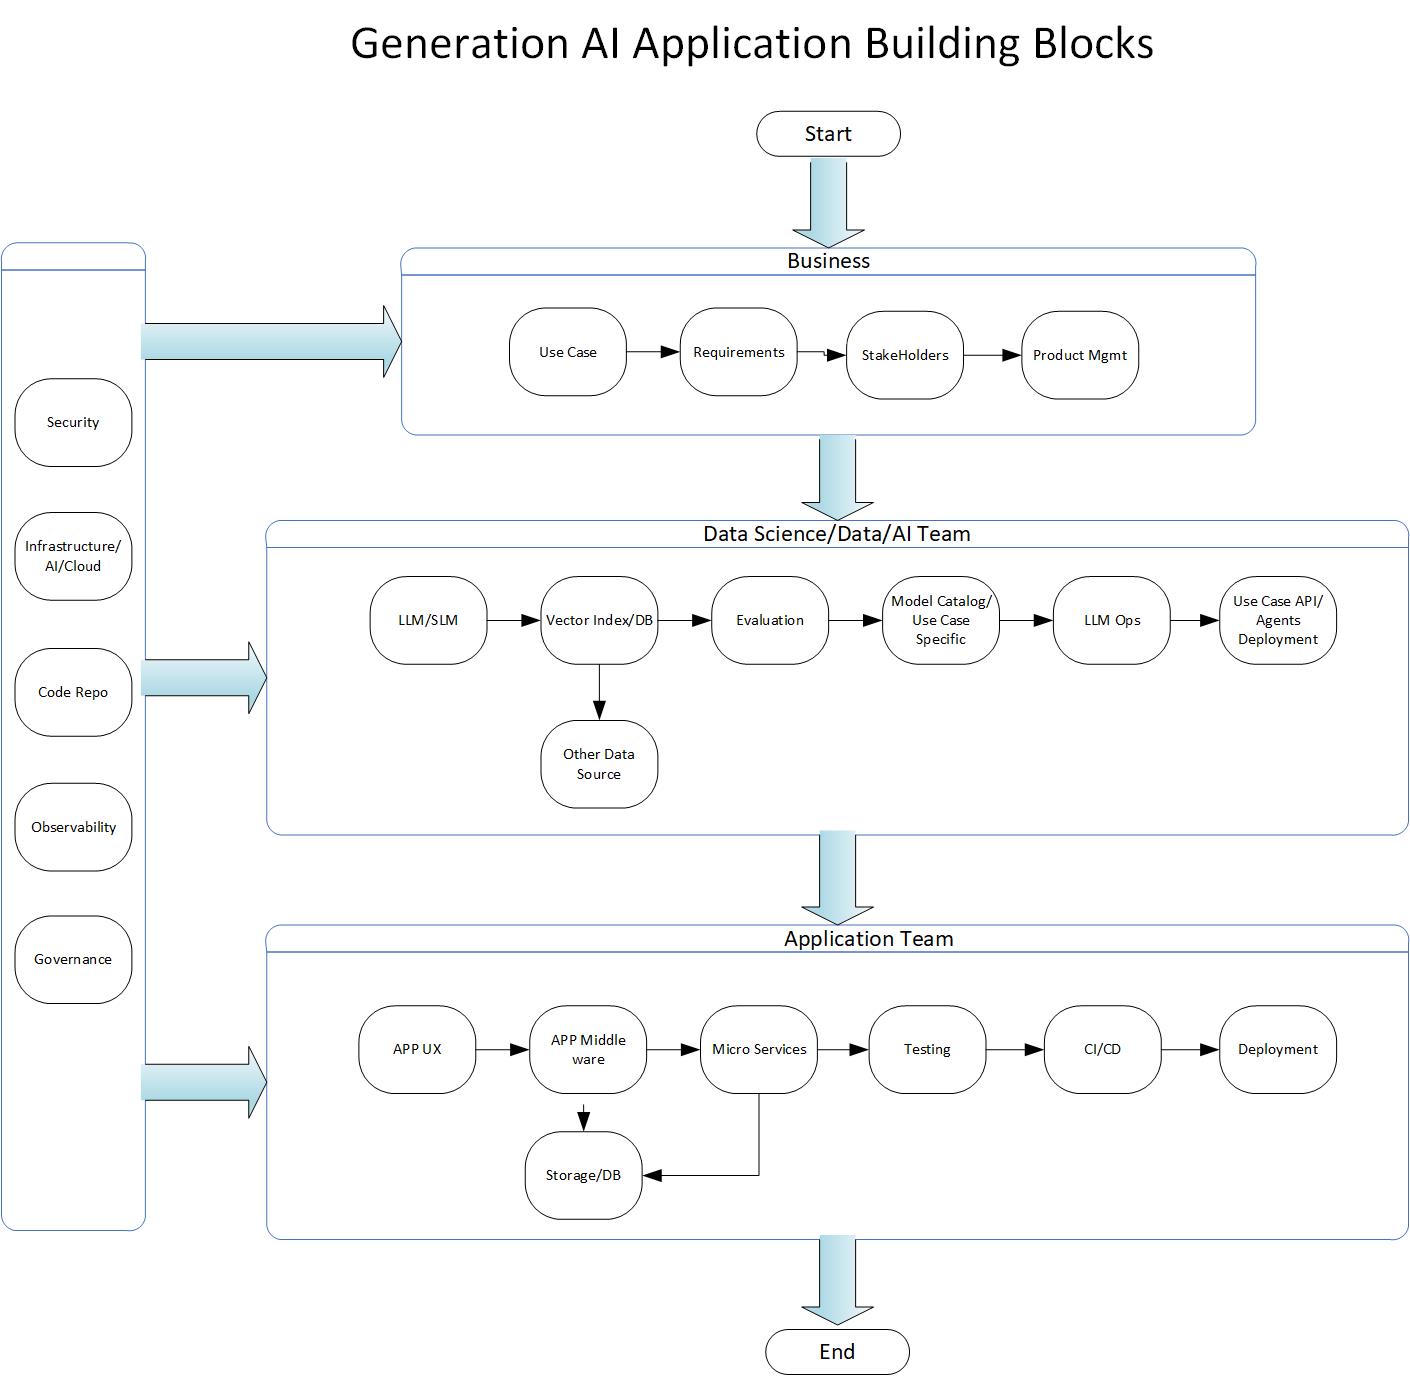 Generation AI Application Building Blocks
Start
Business
Use Case
Requirements
StakeHolders
Product Mgmt
Security
Infrastructure/
AI/Cloud
Code Repo
Observability
Governance
Data Science/Data/AI Team
LLM/SLM
Vector Index/DB
Evaluation
Model Catalog/
Use Case
Specific
LLM Ops
Use Case API/
Agents
Deployment
Other Data
Source
Application Team
APP UX
APP Middle
ware
Micro Services
Testing
CI/CD
Deployment
Storage/DB
End